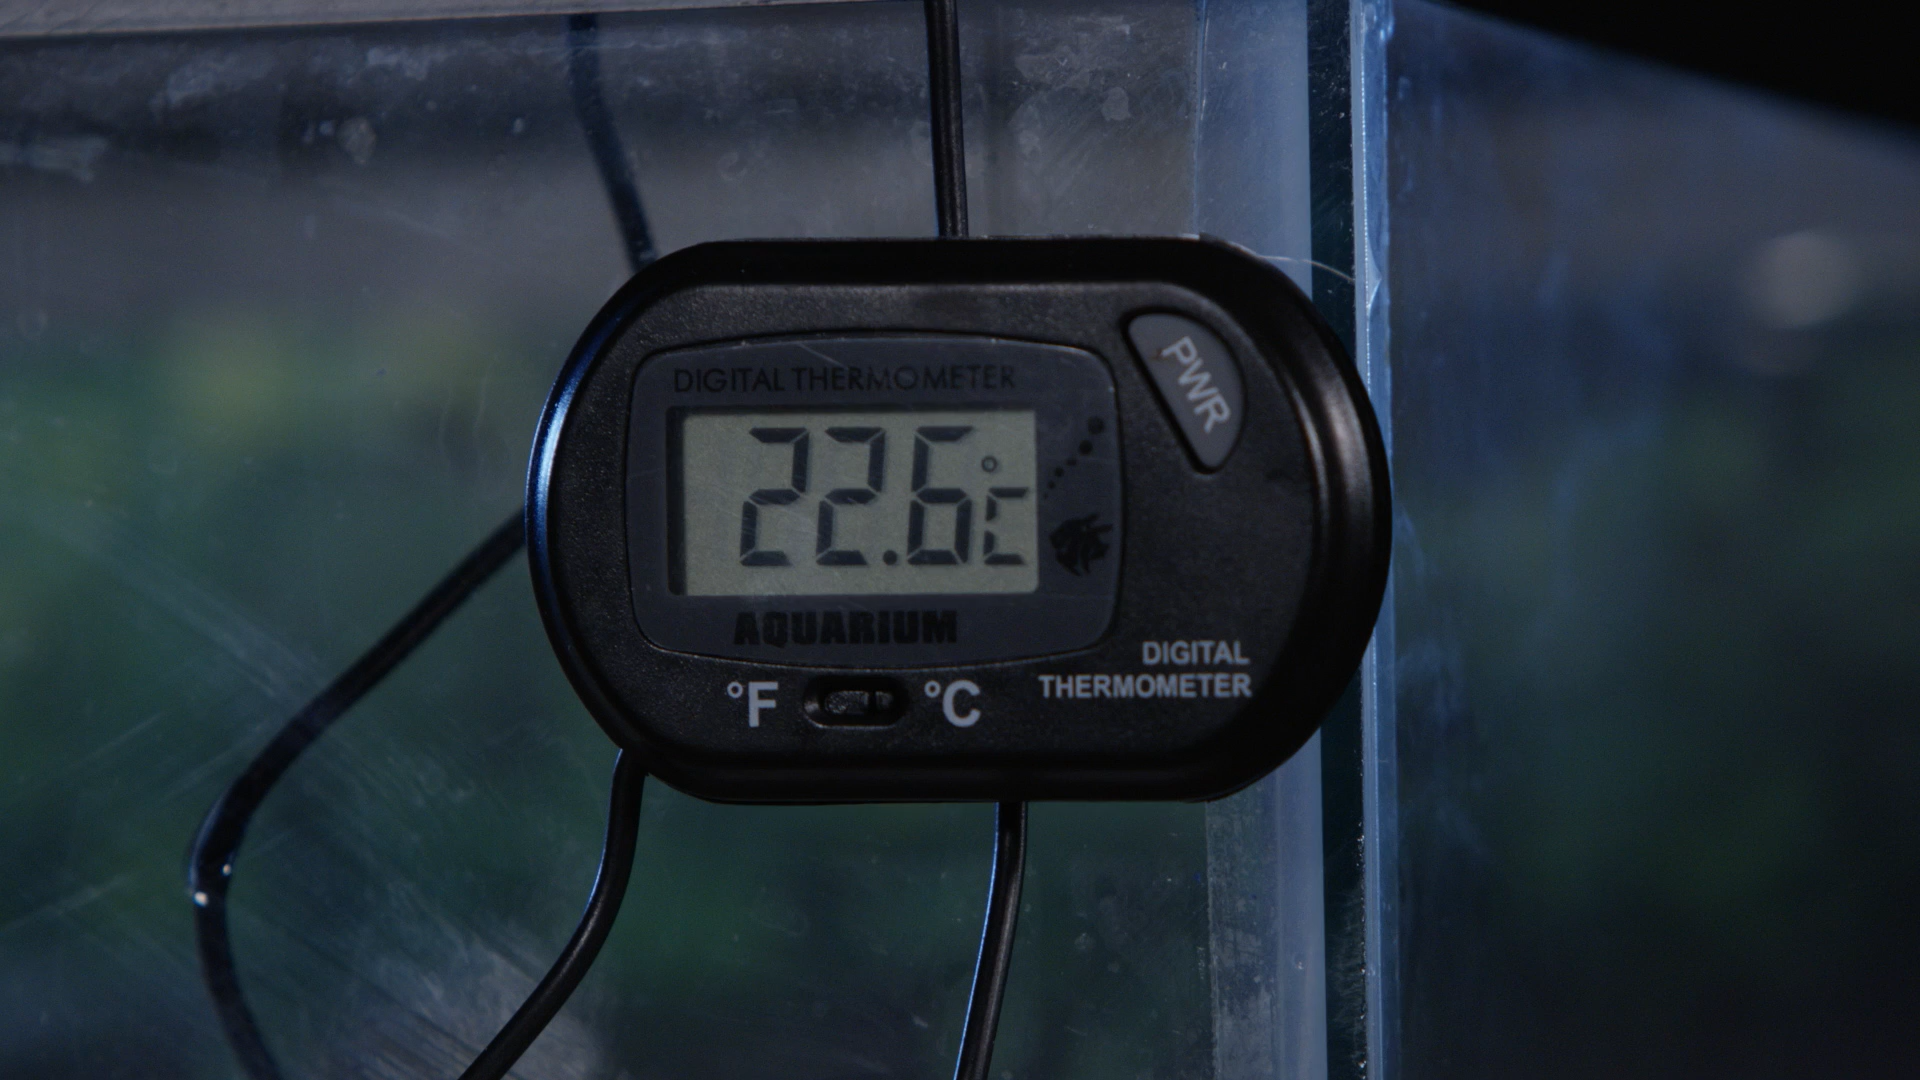 PWR
DIGITAL THERMOMETER
22.6°C
AQUARIUM
DIGITAL
THERMOMETER
°F °C